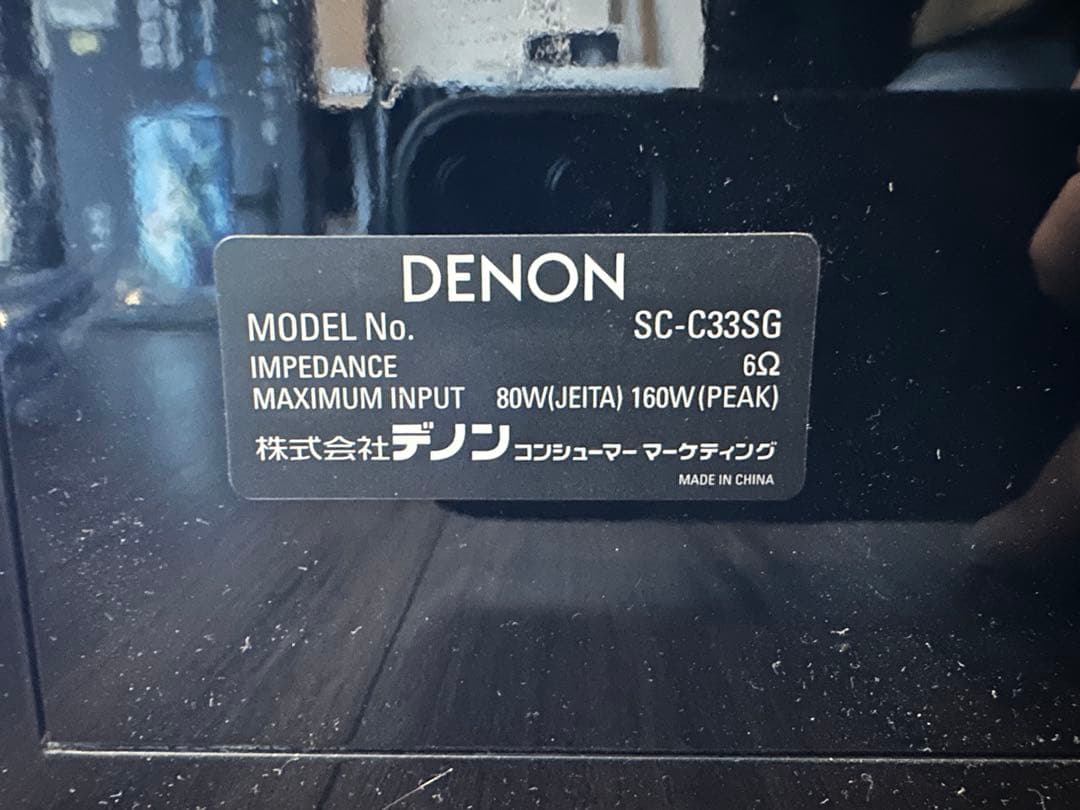 DENON
MODEL No. SC-C33SG
IMPEDANCE 6Ω
MAXIMUM INPUT 80W(JEITA) 160W(PEAK)
株式会社デノン コンシューマー マーケティング
MADE IN CHINA